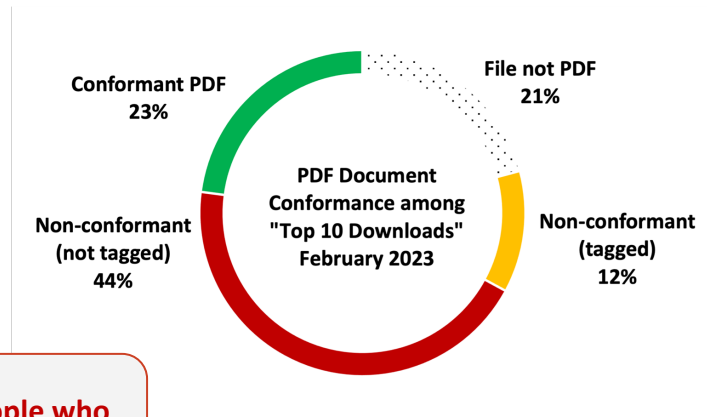 File not PDF
21%
Conformant PDF
23%
PDF Document
Conformance among
"Top 10 Downloads"
February 2023
Non-conformant
(not tagged)
44%
Non-conformant
(tagged)
12%
who